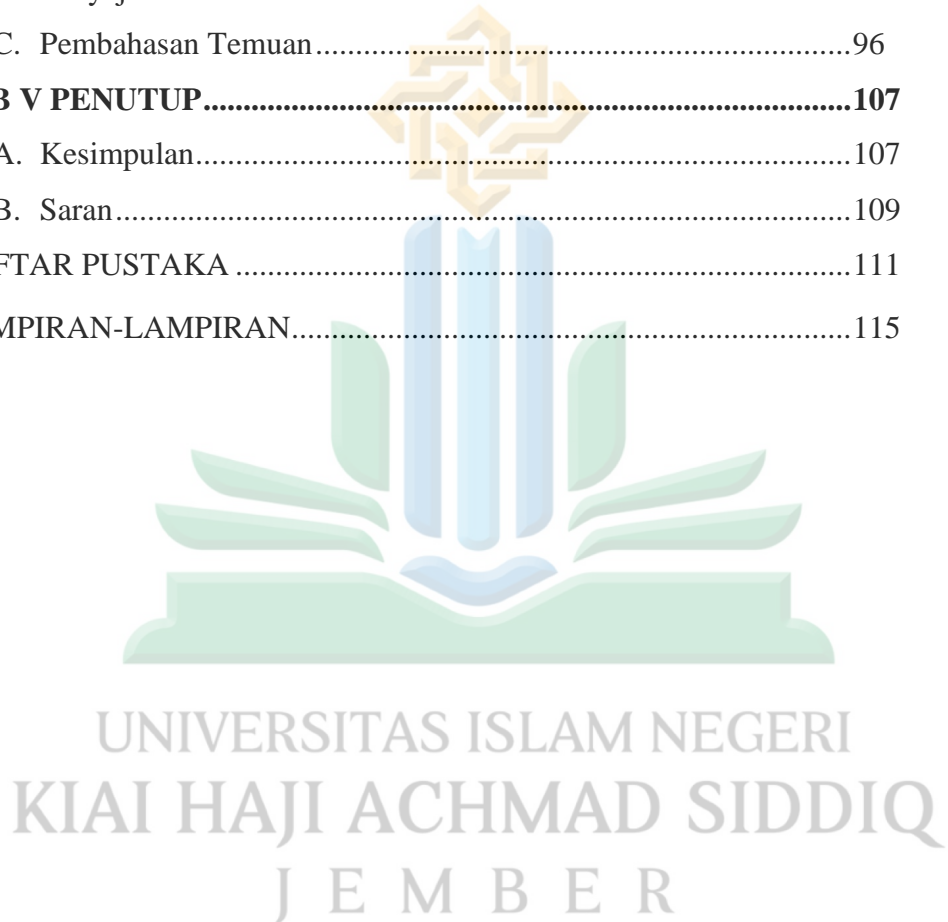 C. Pembahasan Temuan....................................................................96
B V PENUTUP..................................................................................107
A. Kesimpulan...................................................................................107
B. Saran.............................................................................................109
FTAR PUSTAKA..............................................................................111
MPIRAN-LAMPIRAN.......................................................................115
UNIVERSITAS ISLAM NEGERI
KIAI HAJI ACHMAD SIDDIQ
JEMBER